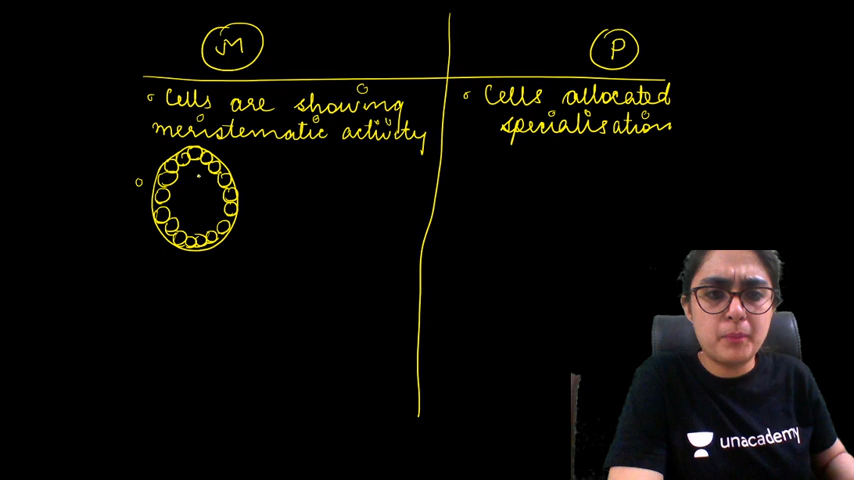 M
P
Cells are showing
meristematic activity
Cells allocated
specialisation
unacademy